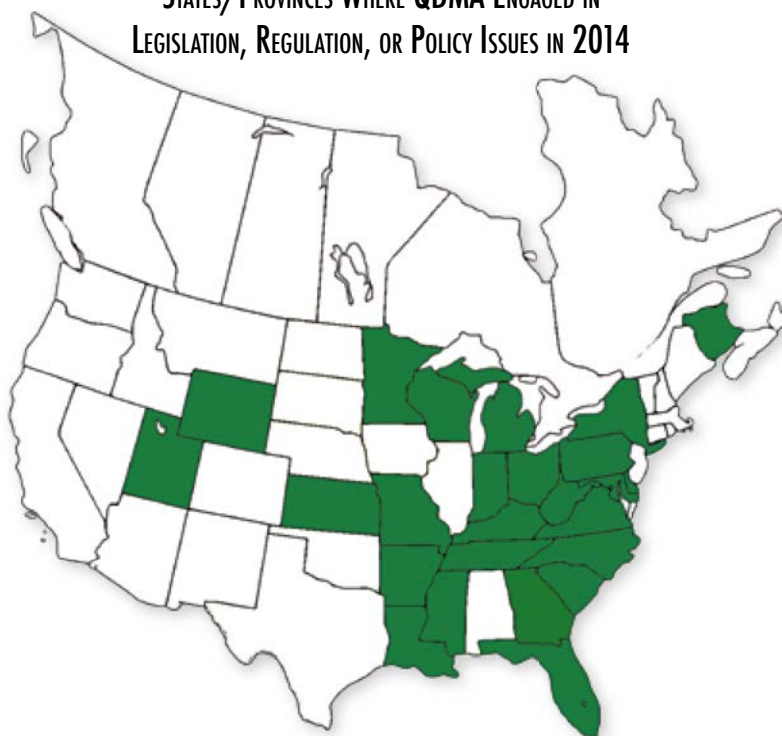 States/Provinces Where QDMA Engaged in
Legislation, Regulation, or Policy Issues in 2014